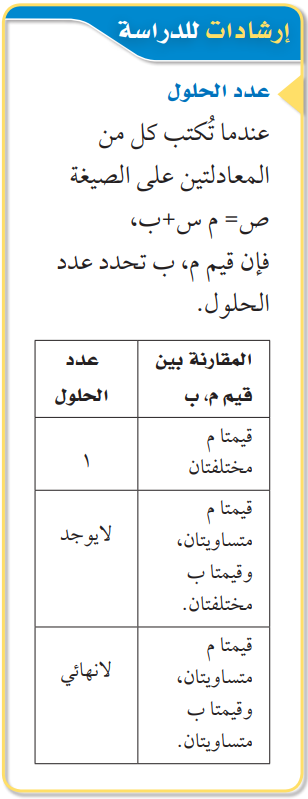 إرشادات للدراسة
عدد الحلول
عندما تُكتب كل من
المعادلتين على الصيغة
ص= م س+ب،
فإن قيم م، ب تحدد عدد
الحلول.
المقارنة بين
قيم م، ب
عدد
الحلول
قيمتا م
مختلفتان
١
قيمتا م
متساويتان،
وقيمتا ب
مختلفتان.
لايوجد
قيمتا م
متساويتان،
وقيمتا ب
متساويتان.
لانهائي